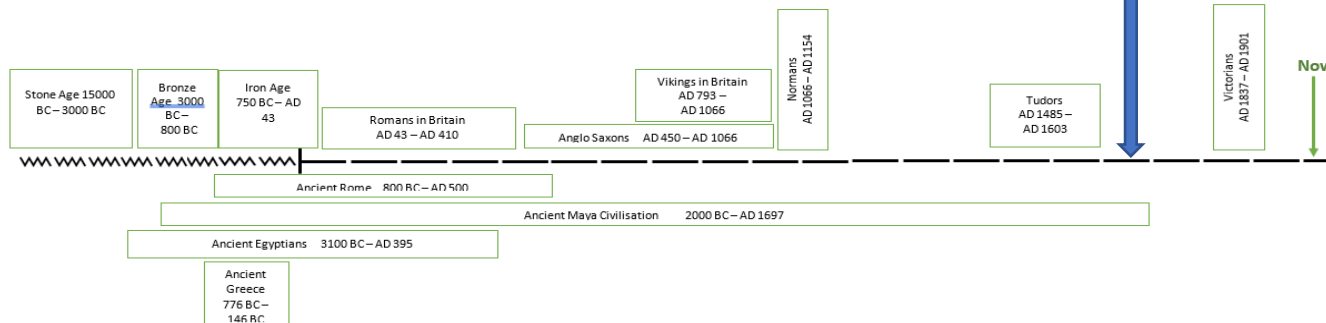 Stone Age 15000
BC – 3000 BC
Bronze
Age 3000
BC –
800 BC
Iron Age
750 BC – AD
43
Romans in Britain
AD 43 – AD 410
Vikings in Britain
AD 793 –
AD 1066
Anglo Saxons AD 450 – AD 1066
Normans
AD 1066 – AD 1154
Tudors
AD 1485 –
AD 1603
Victorians
AD 1837 – AD 1901
Nov
Ancient Rome 800 BC – AD 500
Ancient Maya Civilisation 2000 BC – AD 1697
Ancient Egyptians 3100 BC – AD 395
Ancient
Greece
776 BC –
146 BC